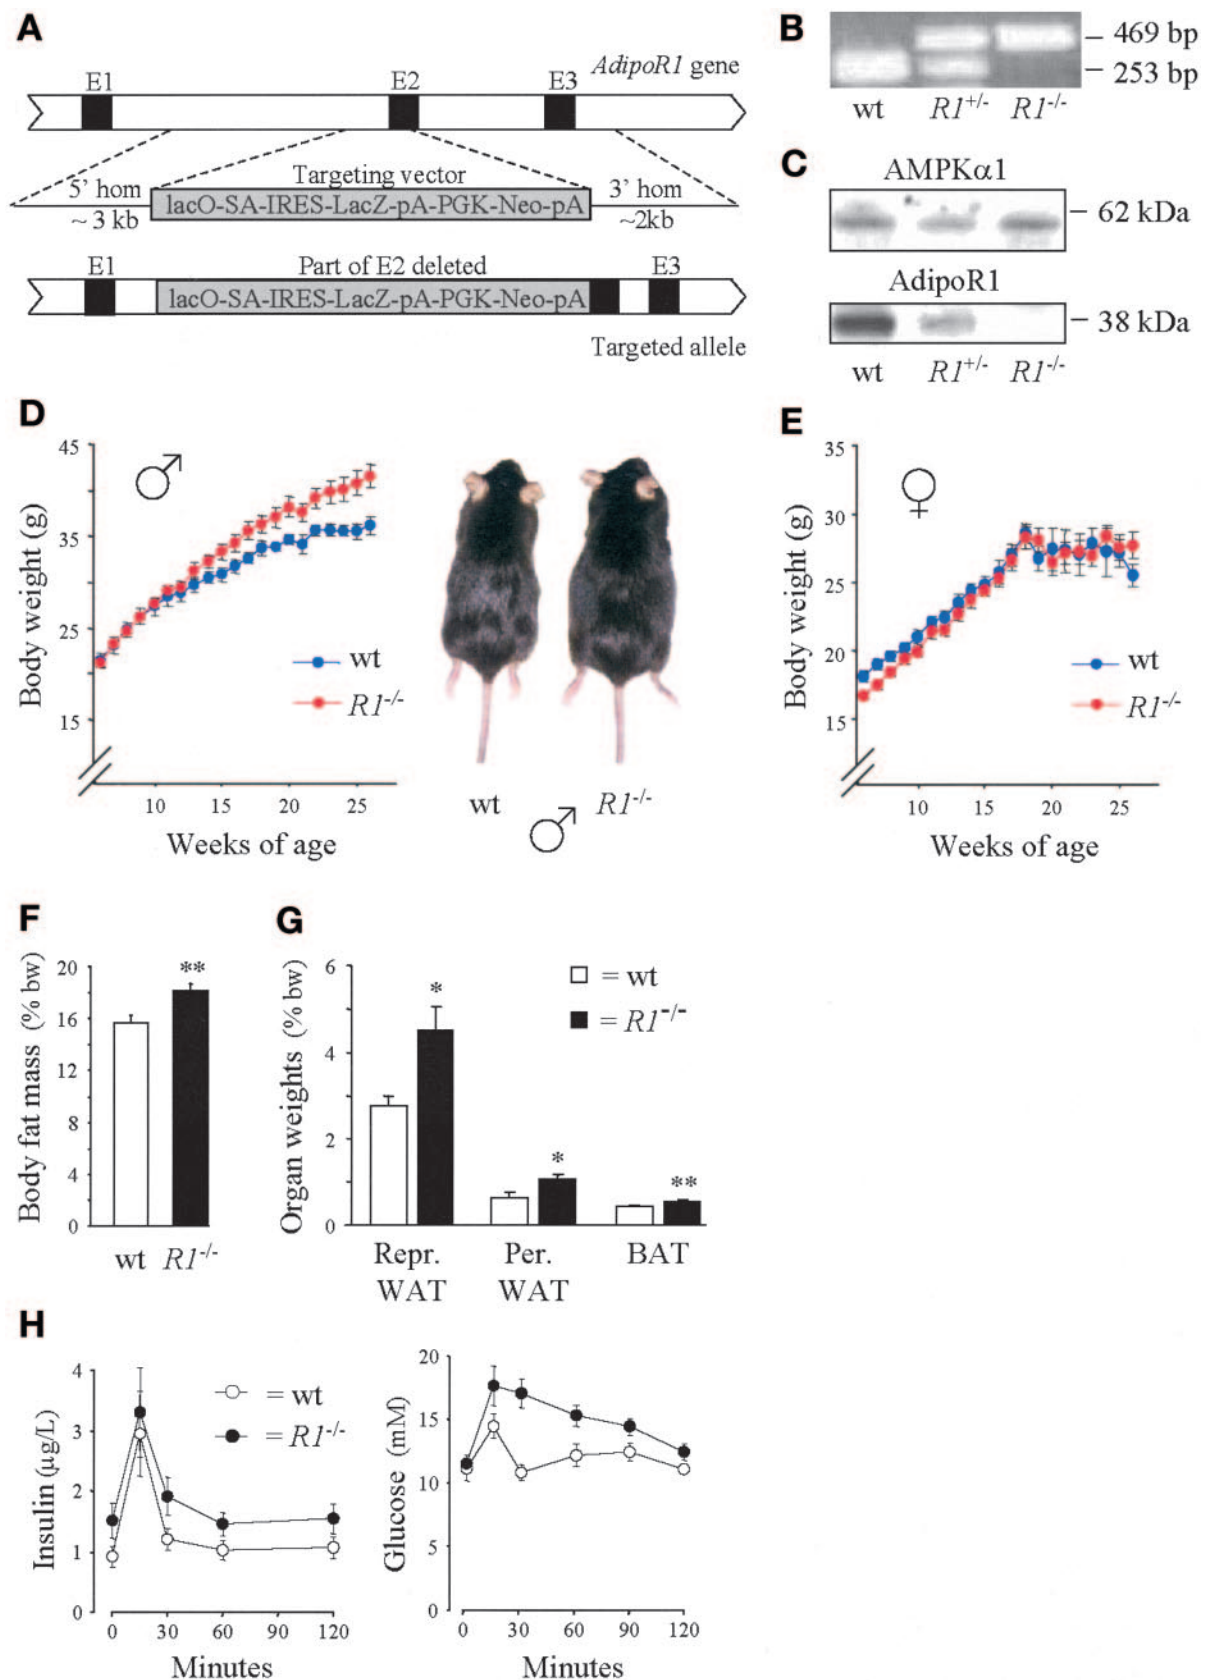 A
AdipoR1 gene
E1 E2 E3
5' hom Targeting vector 3' hom
lacO-SA-IRES-LacZ-pA-PGK-Neo-pA
~ 3 kb ~2kb
E1 Part of E2 deleted E3
lacO-SA-IRES-LacZ-pA-PGK-Neo-pA
Targeted allele
B
469 bp
253 bp
wt R1+/- R1-/-
C
AMPKα1
62 kDa
AdipoR1
38 kDa
wt R1+/- R1-/-
D
Body weight (g)
45
35
25
15
♂
wt
R1-/-
10 15 20 25
Weeks of age
wt ♂ R1-/-
E
Body weight (g)
35
30
25
20
15
♀
wt
R1-/-
10 15 20 25
Weeks of age
F
Body fat mass (% bw)
20
16
12
8
4
0
**
wt R1-/-
G
Organ weights (% bw)
6
4
2
0
= wt
= R1-/-
* * **
Repr. Per. BAT
WAT WAT
H
Insulin (μg/L)
4
3
2
1
0
= wt
= R1-/-
0 30 60 90 120
Minutes
Glucose (mM)
20
15
10
5
0
0 30 60 90 120
Minutes